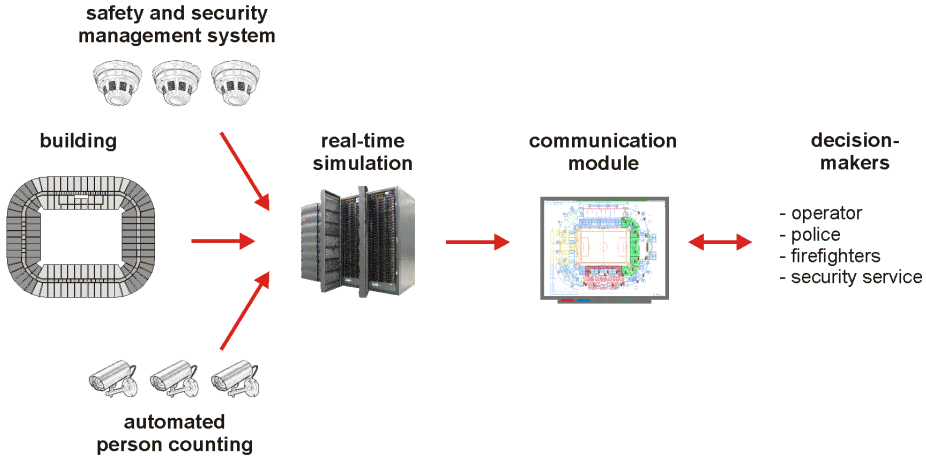 safety and security
management system
building
real-time
simulation
communication
module
decision-
makers
- operator
- police
- firefighters
- security service
automated
person counting